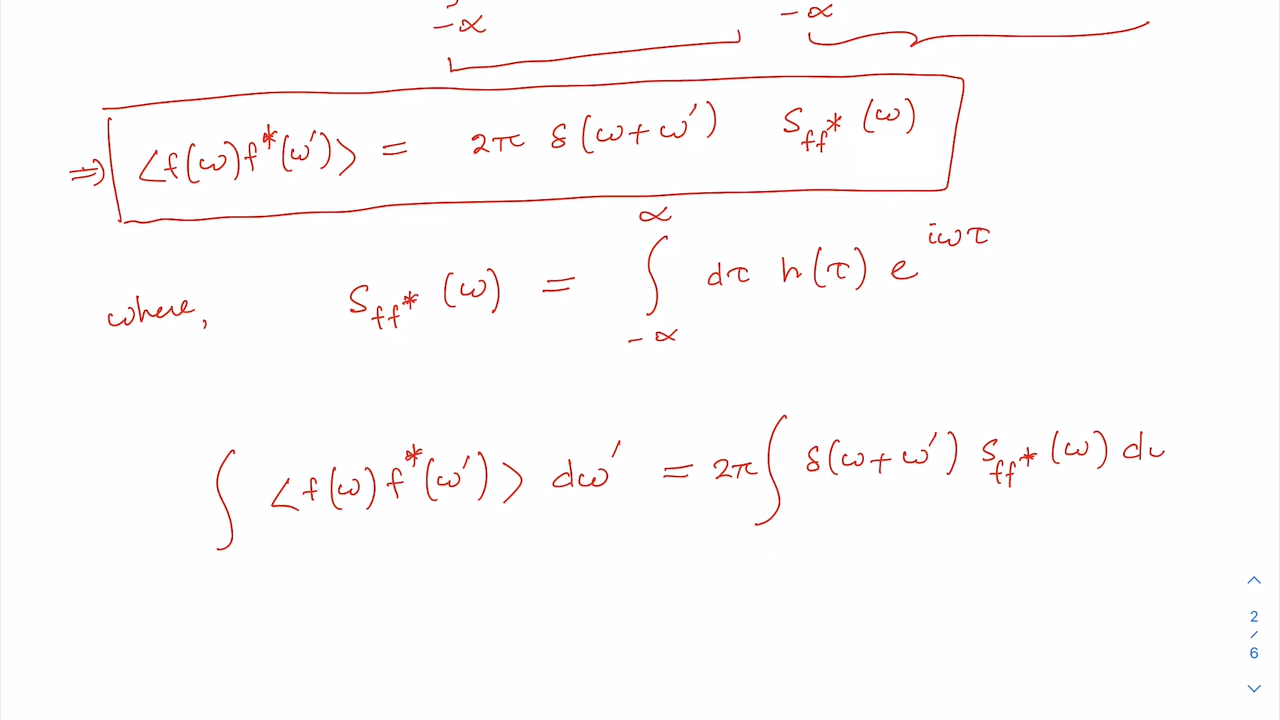 -∝ -∝
⇒ <f(ω)f*(ω')> = 2π δ(ω+ω') S_ff*(ω)
where, S_ff*(ω) = ∫_{-∝}^{∝} dτ h(τ) e^{iωτ}
∫ <f(ω)f*(ω')> dω' = 2π ∫ δ(ω+ω') S_ff*(ω) dω
2
/
6